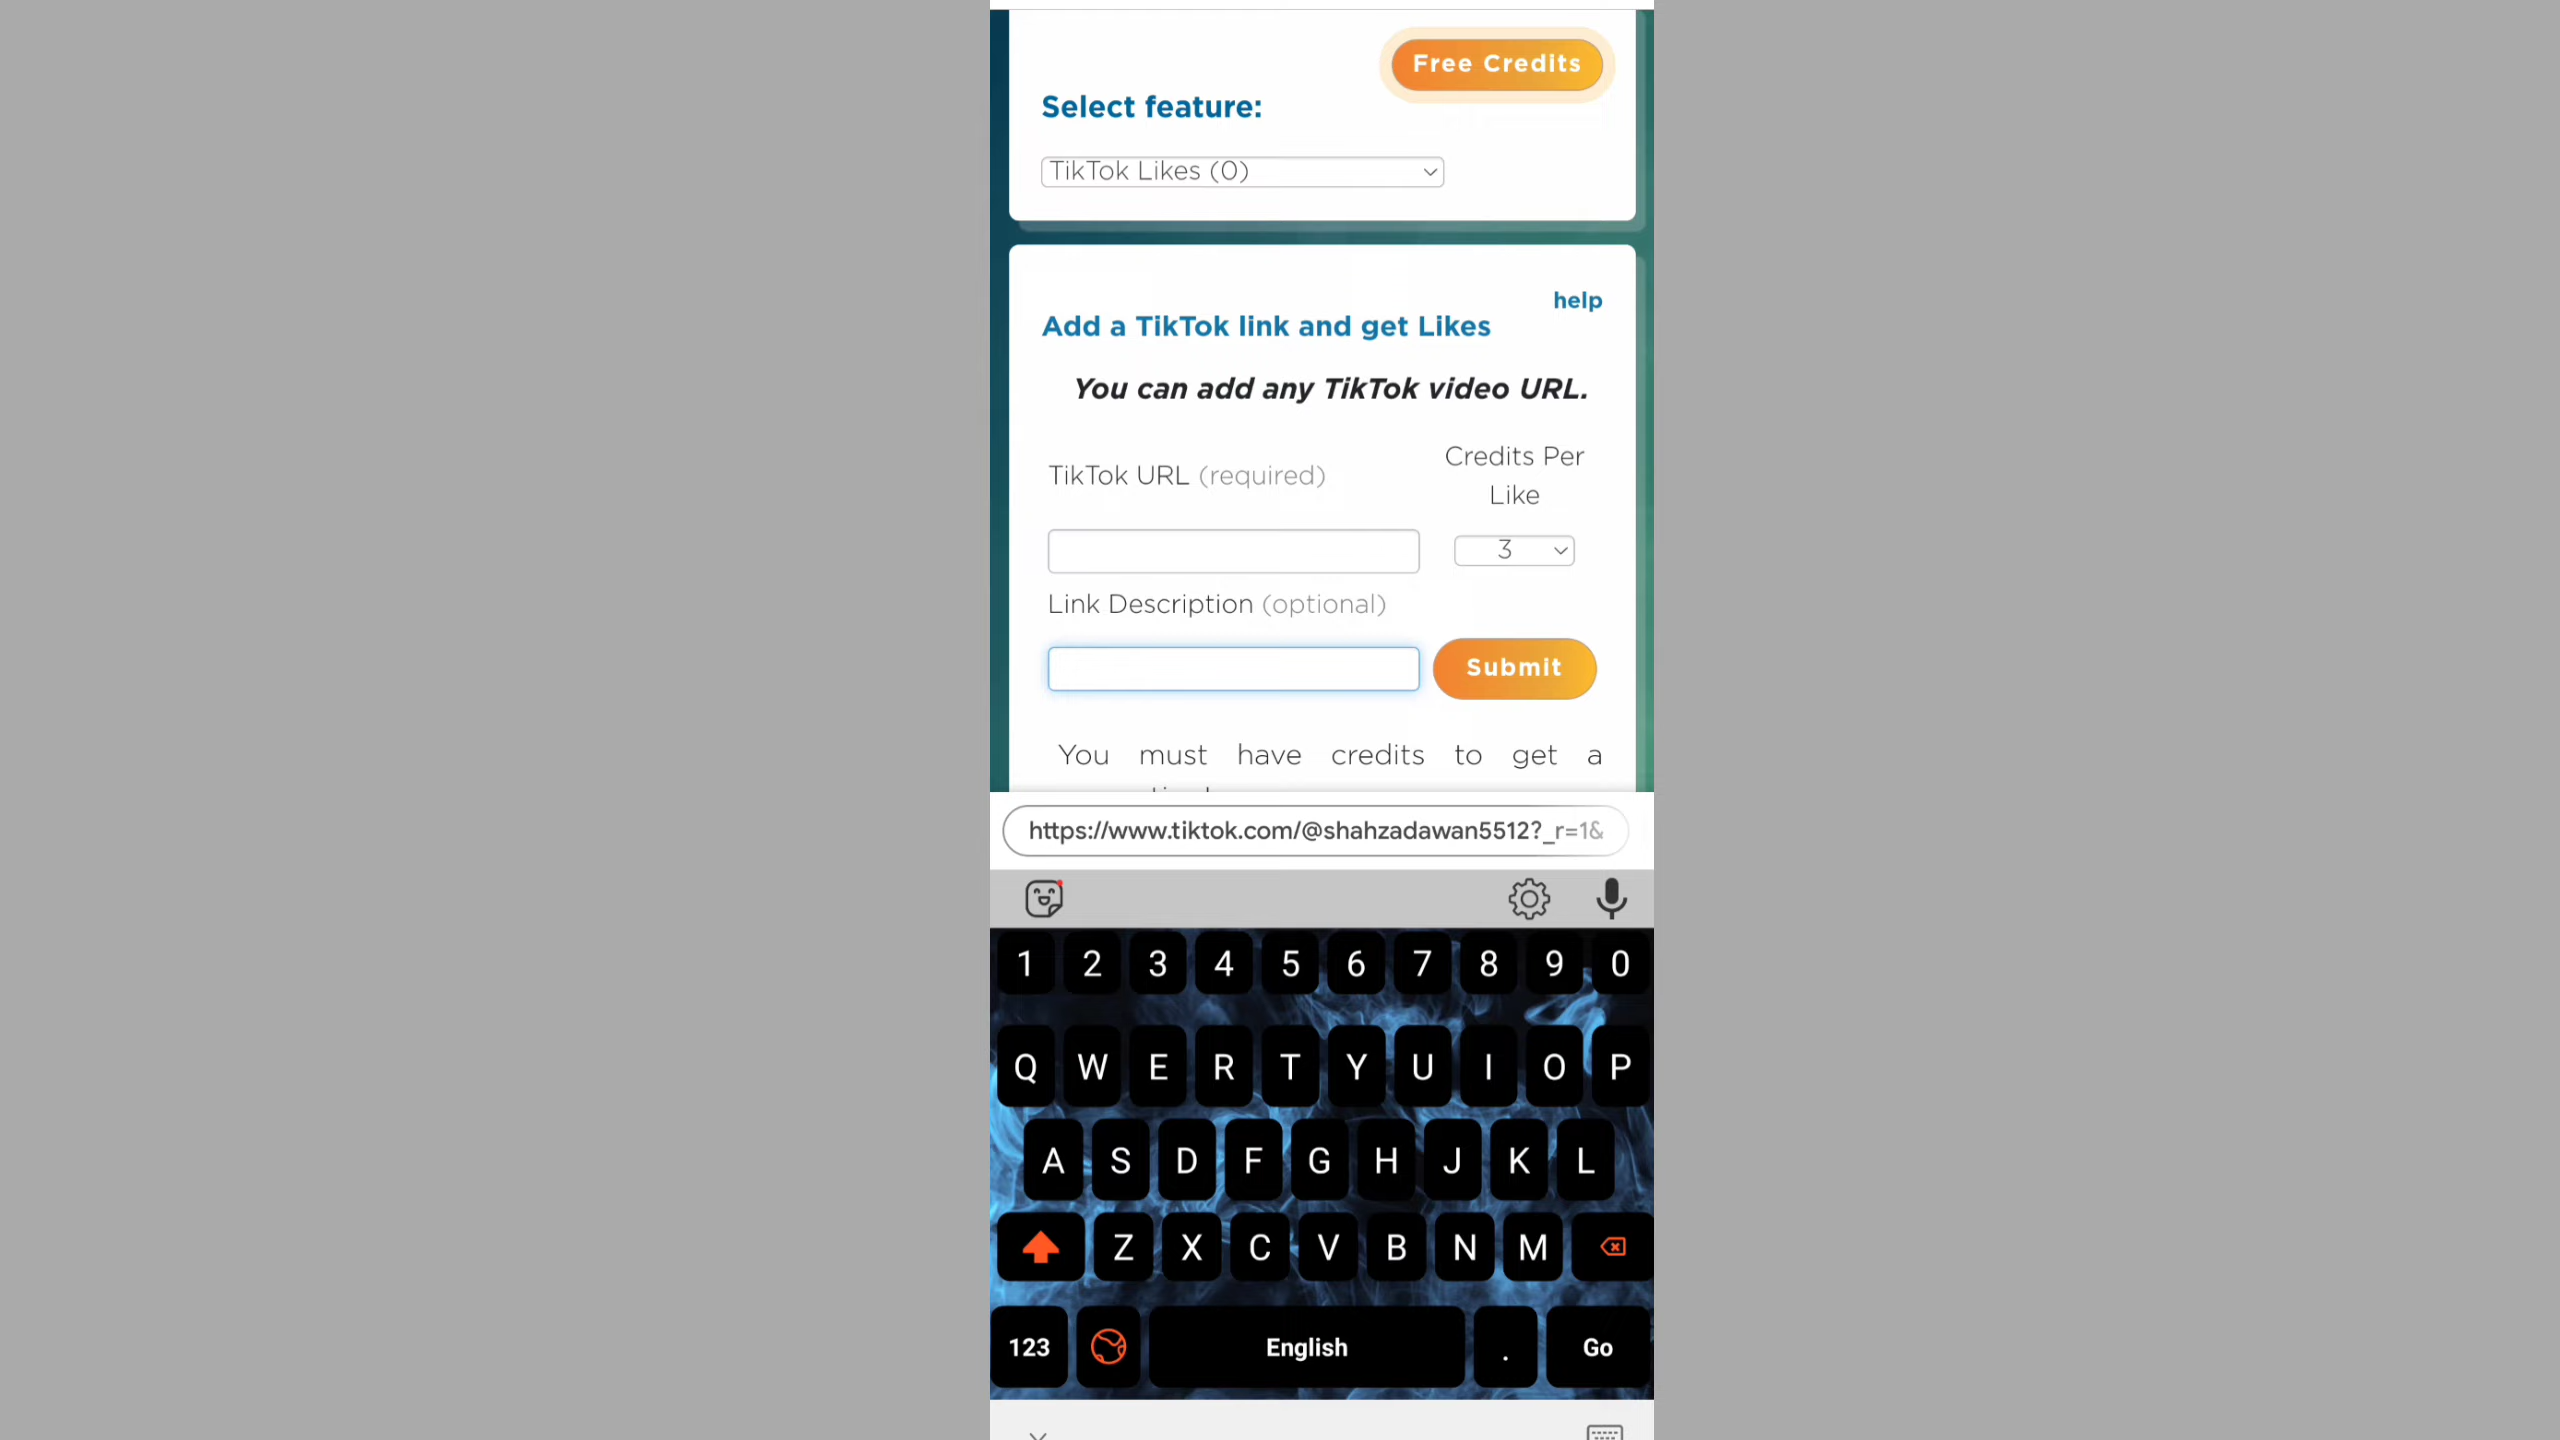 Free Credits
Select feature:
TikTok Likes (0)
help
Add a TikTok link and get Likes
You can add any TikTok video URL.
TikTok URL (required)
Credits Per
Like
3
Link Description (optional)
Submit
You must have credits to get a
https://www.tiktok.com/@shahzadawan5512?_r=1&
1 2 3 4 5 6 7 8 9 0
Q W E R T Y U I O P
A S D F G H J K L
Z X C V B N M
123 English . Go